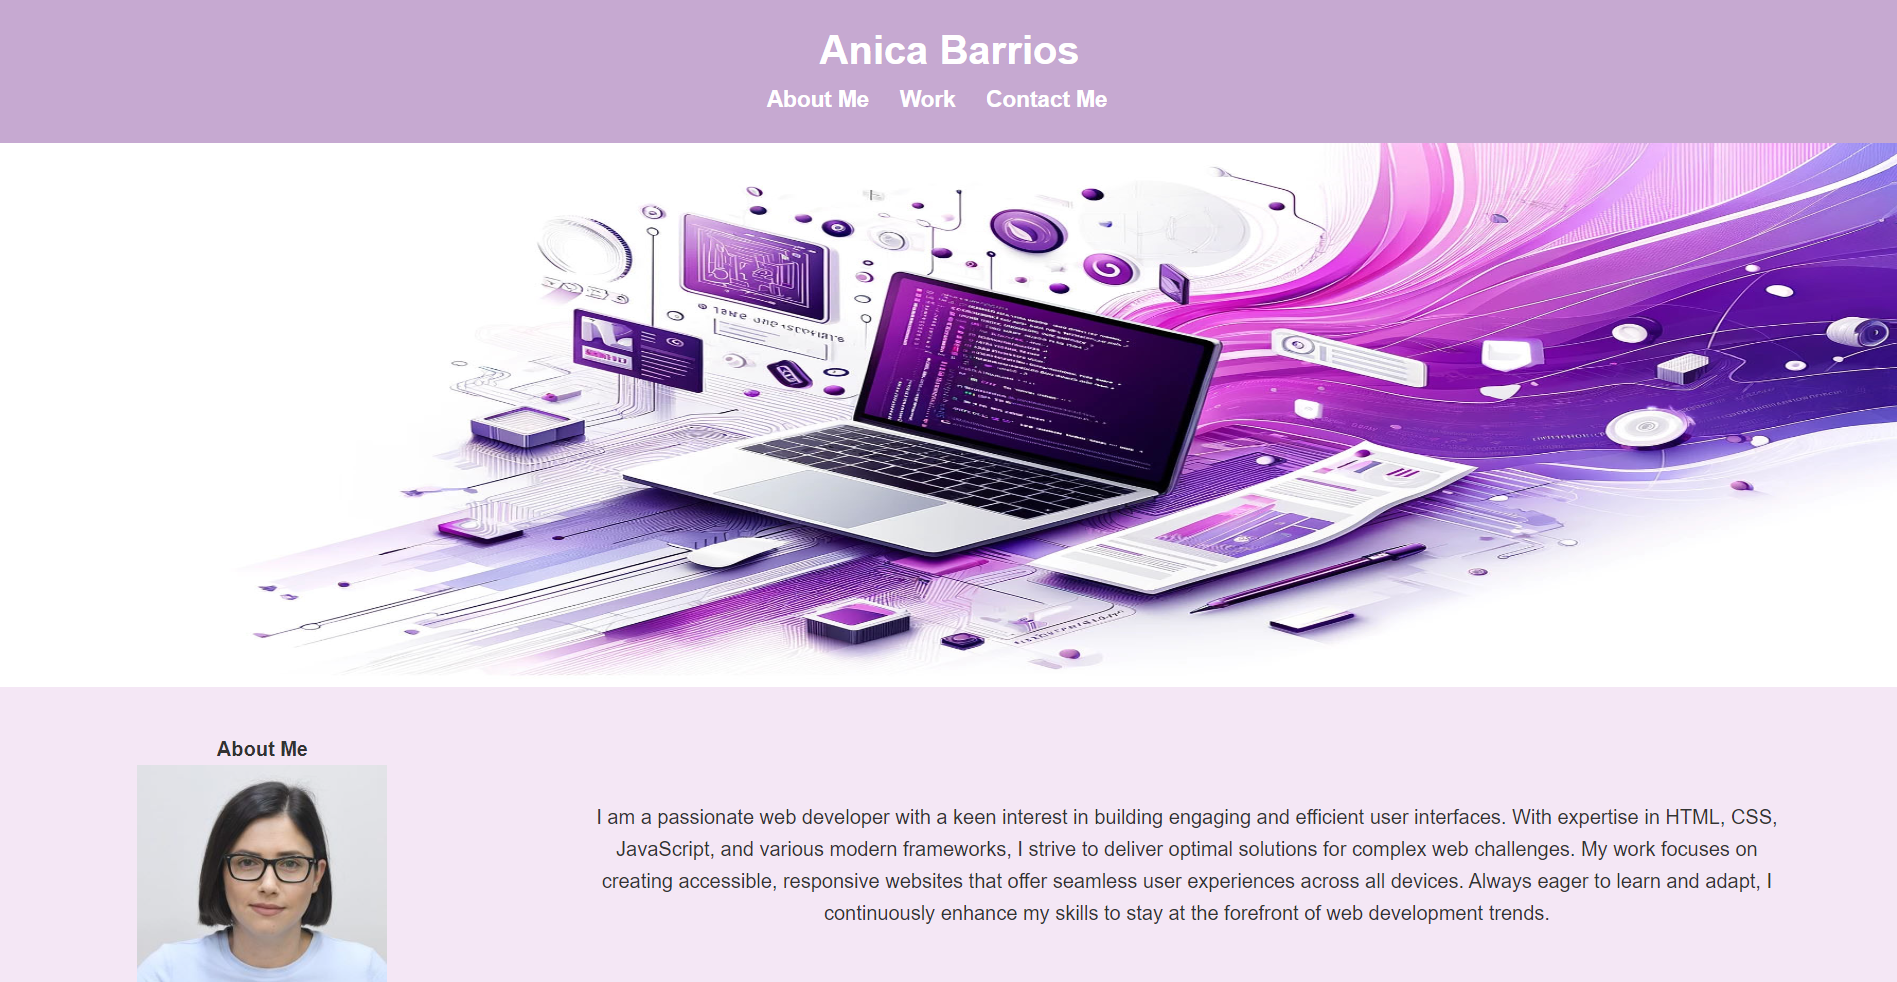 Anica Barrios
About Me Work Contact Me
About Me
I am a passionate web developer with a keen interest in building engaging and efficient user interfaces. With expertise in HTML, CSS,
JavaScript, and various modern frameworks, I strive to deliver optimal solutions for complex web challenges. My work focuses on
creating accessible, responsive websites that offer seamless user experiences across all devices. Always eager to learn and adapt, I
continuously enhance my skills to stay at the forefront of web development trends.